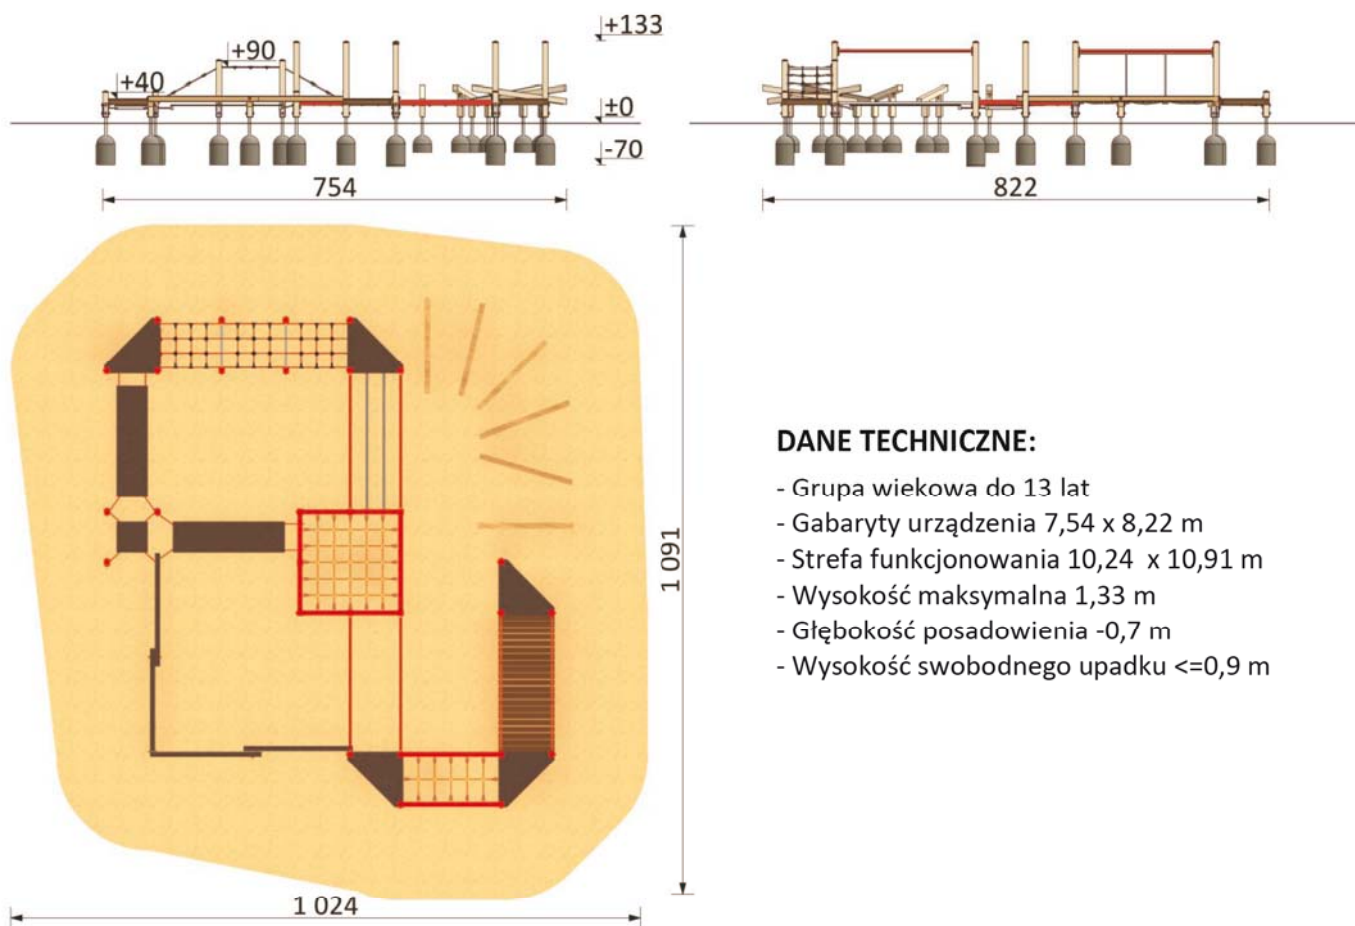 +133
+90
+40
±0
-70
754
822
1 091
1 024
DANE TECHNICZNE:
- Grupa wiekowa do 13 lat
- Gabaryty urządzenia 7,54 x 8,22 m
- Strefa funkcjonowania 10,24 x 10,91 m
- Wysokość maksymalna 1,33 m
- Głębokość posadowienia -0,7 m
- Wysokość swobodnego upadku <=0,9 m